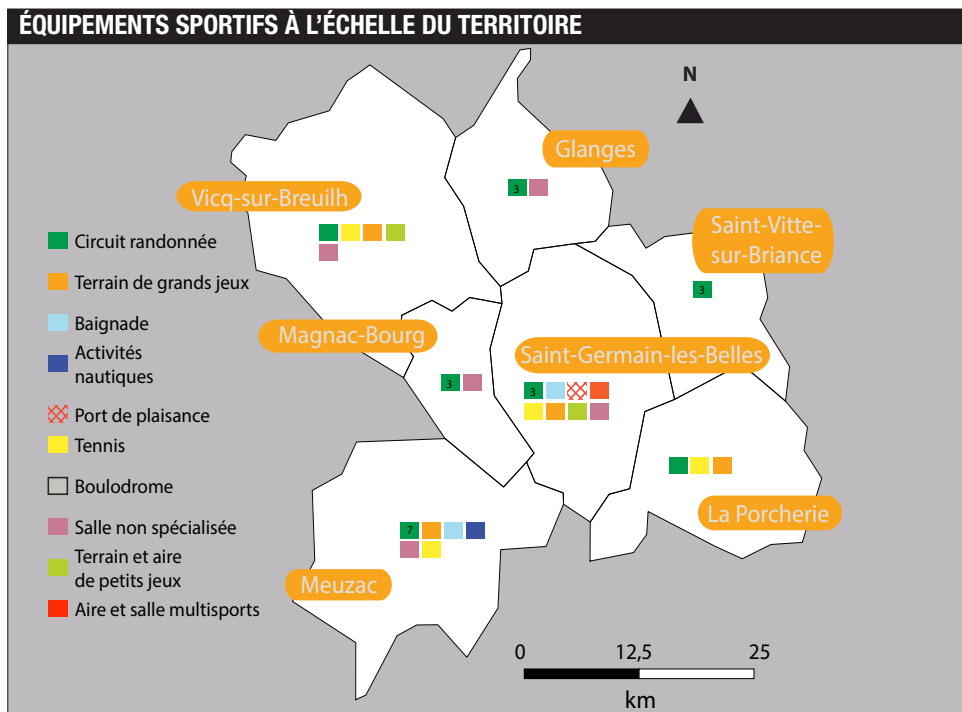 ÉQUIPEMENTS SPORTIFS À L'ÉCHELLE DU TERRITOIRE
N
Glanges
3
Vicq-sur-Breuilh
Saint-Vitte-
sur-Briance
3
Circuit randonnée
Terrain de grands jeux
Baignade
Activités
nautiques
Port de plaisance
Tennis
Boulodrome
Salle non spécialisée
Terrain et aire
de petits jeux
Aire et salle multisports
Magnac-Bourg
3
Saint-Germain-les-Belles
3
La Porcherie
7
Meuzac
0 12,5 25
km